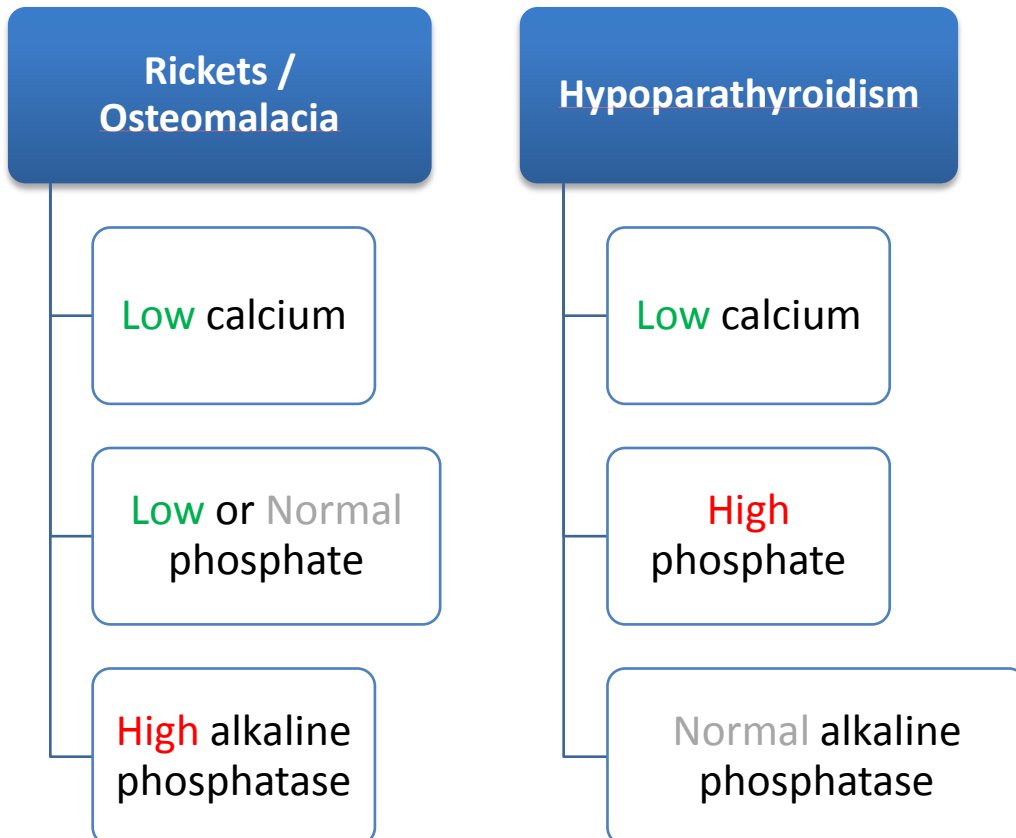 Rickets /
Osteomalacia
Low calcium
Low or Normal
phosphate
High alkaline
phosphatase
Hypoparathyroidism
Low calcium
High
phosphate
Normal alkaline
phosphatase